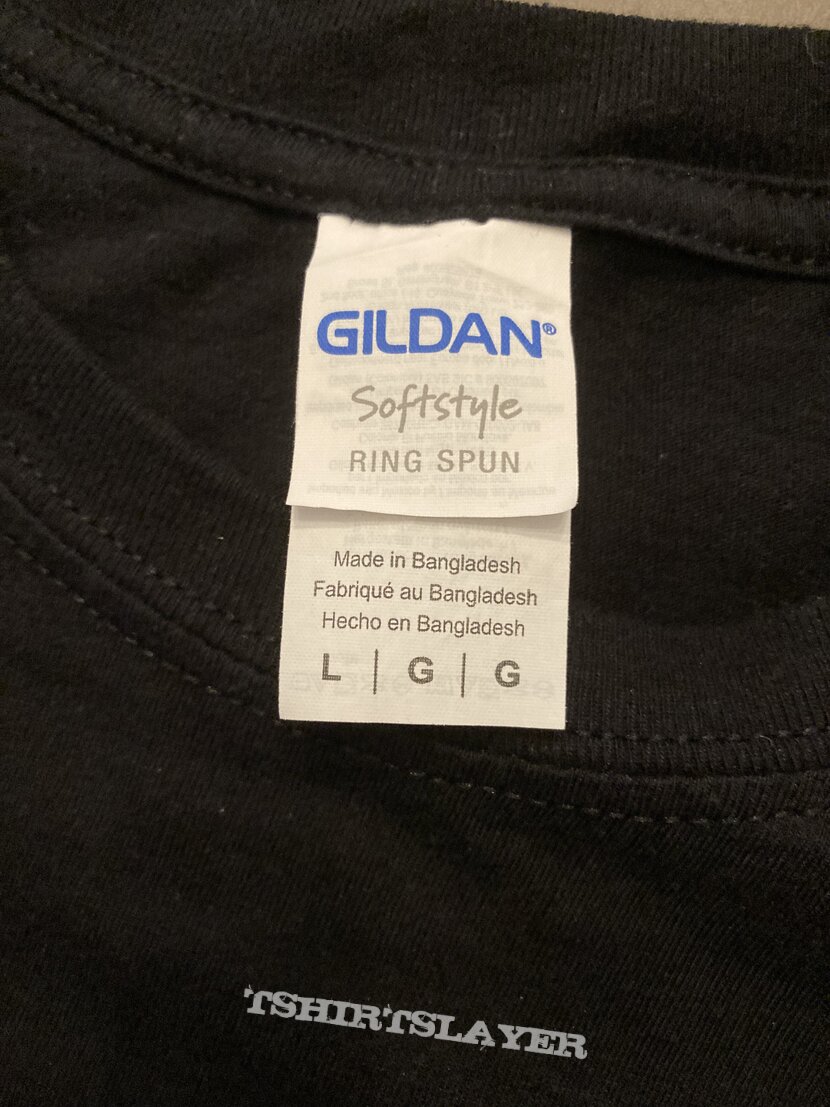 GILDAN®
Softstyle
RING SPUN
Made in Bangladesh
Fabriqué au Bangladesh
Hecho en Bangladesh
L | G | G
TSHIRTSLAYER